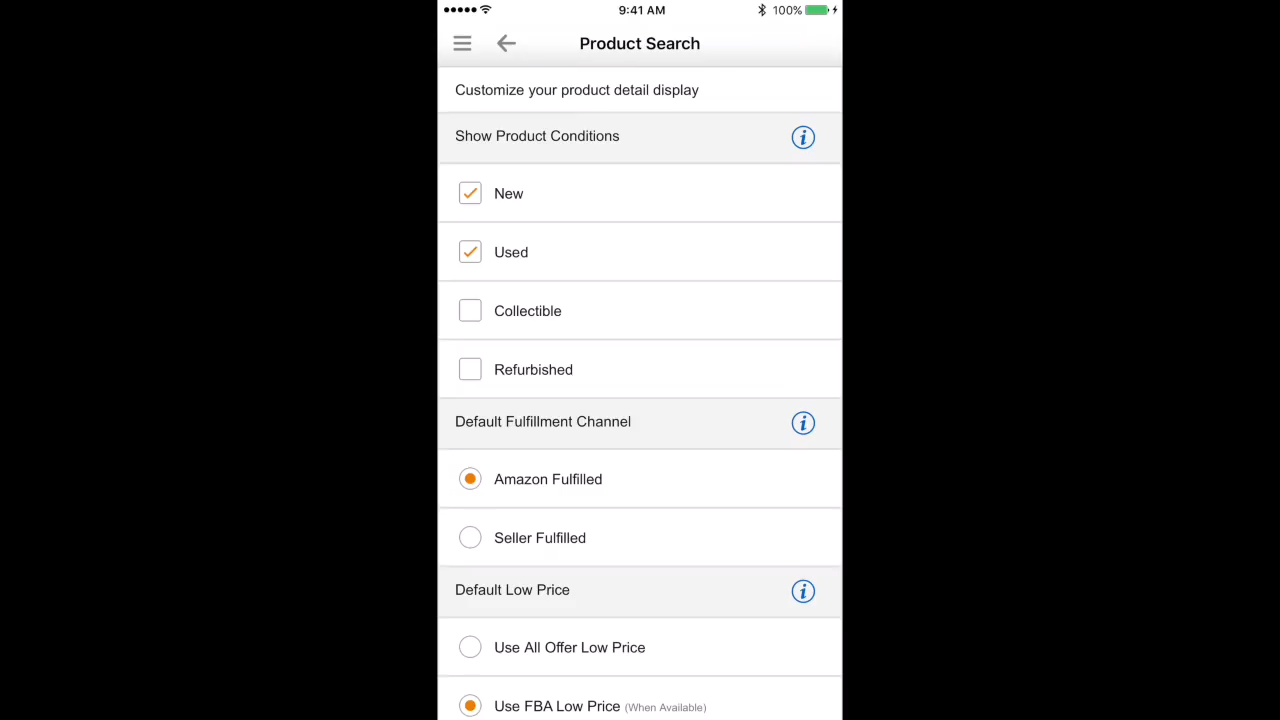 9:41 AM
100%
Product Search
Customize your product detail display
Show Product Conditions
New
Used
Collectible
Refurbished
Default Fulfillment Channel
Amazon Fulfilled
Seller Fulfilled
Default Low Price
Use All Offer Low Price
Use FBA Low Price (When Available)